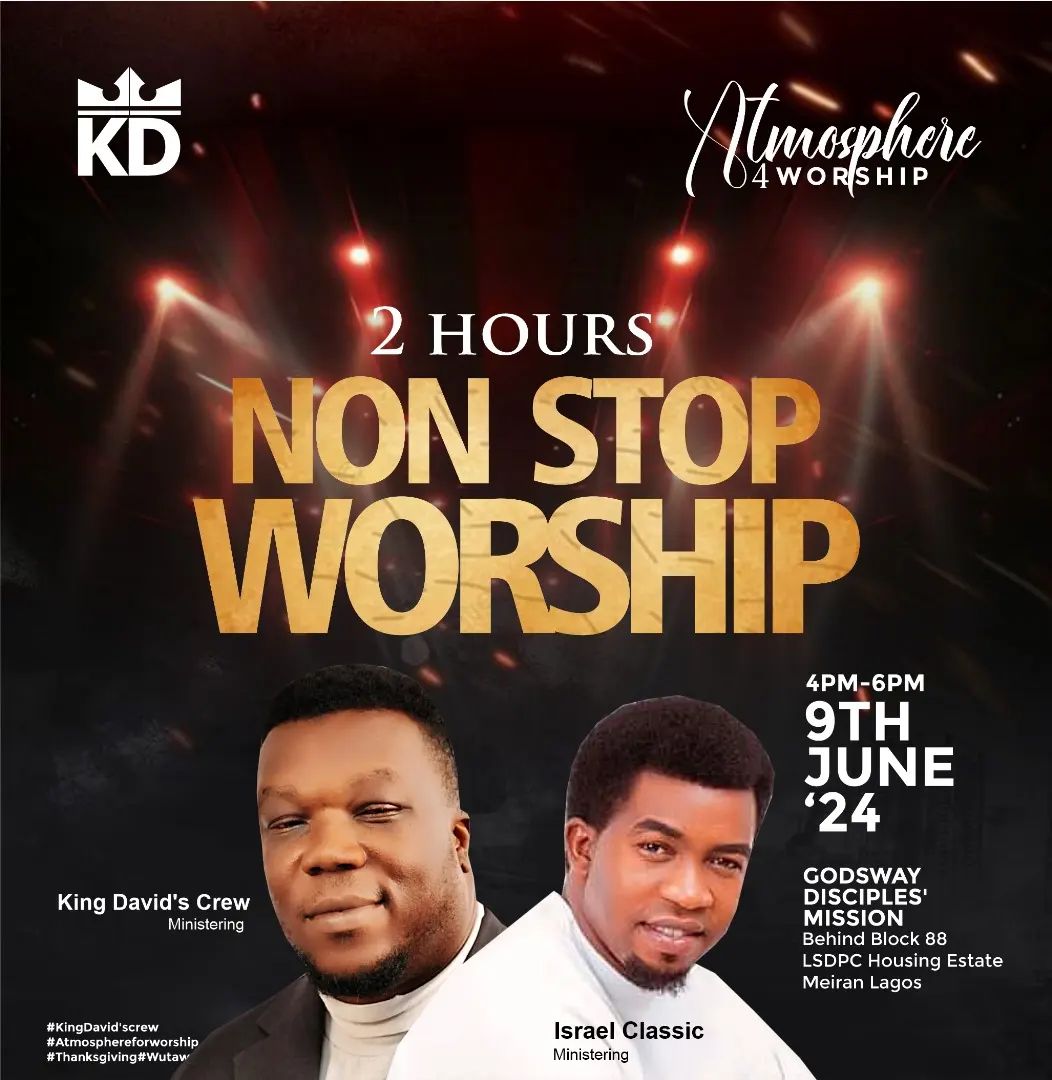 KD
Atmosphere
4 WORSHIP
2 HOURS
NON STOP
WORSHIP
4PM-6PM
9TH
JUNE
‘24
GODSWAY
DISCIPLES'
MISSION
Behind Block 88
LSDPC Housing Estate
Meiran Lagos
King David's Crew
Ministering
Israel Classic
Ministering
#KingDavid'screw
#Atmosphereforworship
#Thanksgiving